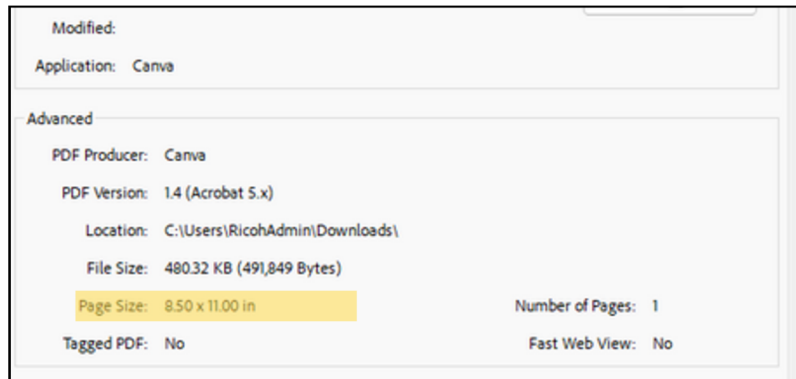 Modified:
Application: Canva
Advanced
PDF Producer: Canva
PDF Version: 1.4 (Acrobat 5.x)
Location: C:\Users\RicohAdmin\Downloads\
File Size: 480.32 KB (491,849 Bytes)
Page Size: 8.50 x 11.00 in Number of Pages: 1
Tagged PDF: No Fast Web View: No